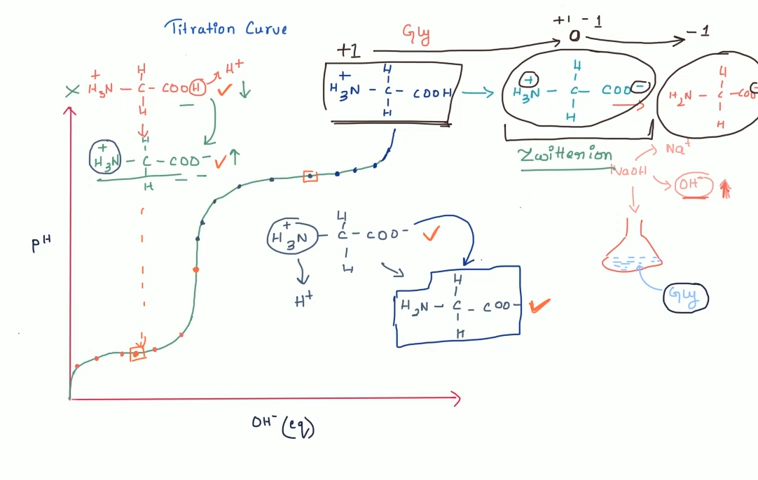 Titration Curve
Gly
+1
+1 -1
0
-1
H
H₃N⁺ - C - COOH
H
H⁺
H
H₃N⁺ - C - COOH
H
H
H₃N⁺ - C - COO⁻
H
H
H₂N - C - COO⁻
H
H
H₃N⁺ - C - COO⁻
H
Zwitterion
NaOH
Na⁺
OH⁻
pH
H
H₃N⁺ - C - COO⁻
H
H⁺
H
H₂N - C - COO⁻
H
Gly
OH⁻ (eq)